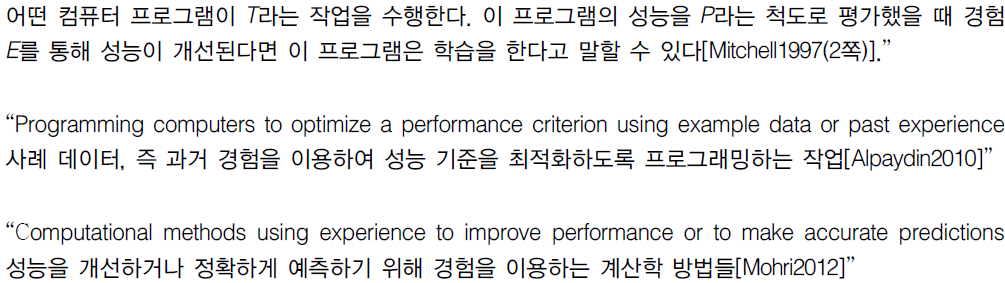 어떤 컴퓨터 프로그램이 T라는 작업을 수행한다. 이 프로그램의 성능을 P라는 척도로 평가했을 때 경험
E를 통해 성능이 개선된다면 이 프로그램은 학습을 한다고 말할 수 있다[Mitchell1997(2쪽)].”
“Programming computers to optimize a performance criterion using example data or past experience
사례 데이터, 즉 과거 경험을 이용하여 성능 기준을 최적화하도록 프로그래밍하는 작업[Alpaydin2010]”
“Computational methods using experience to improve performance or to make accurate predictions
성능을 개선하거나 정확하게 예측하기 위해 경험을 이용하는 계산학 방법들[Mohri2012]”